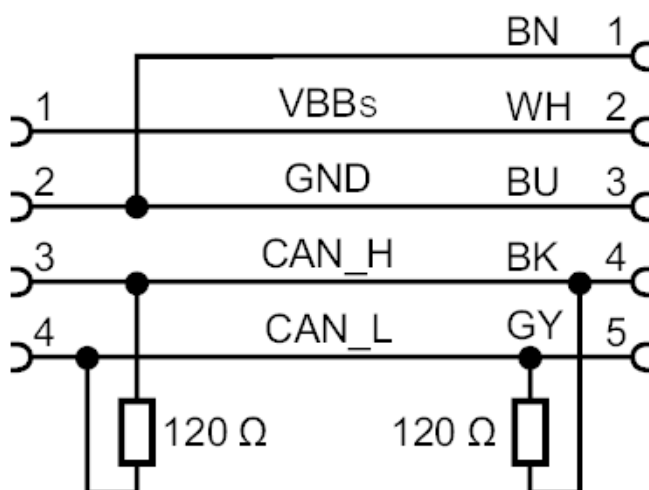 BN 1
1 VBBs WH 2
2 GND BU 3
3 CAN_H BK 4
4 CAN_L GY 5
120 Ω 120 Ω